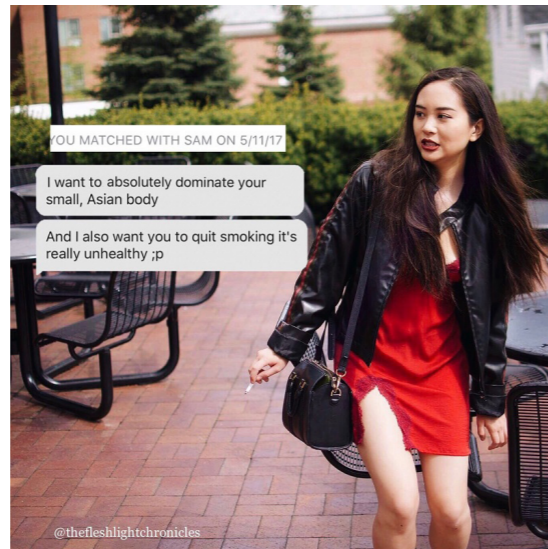 YOU MATCHED WITH SAM ON 5/11/17
I want to absolutely dominate your
small, Asian body
And I also want you to quit smoking it's
really unhealthy ;p
@thefleshlightchronicles